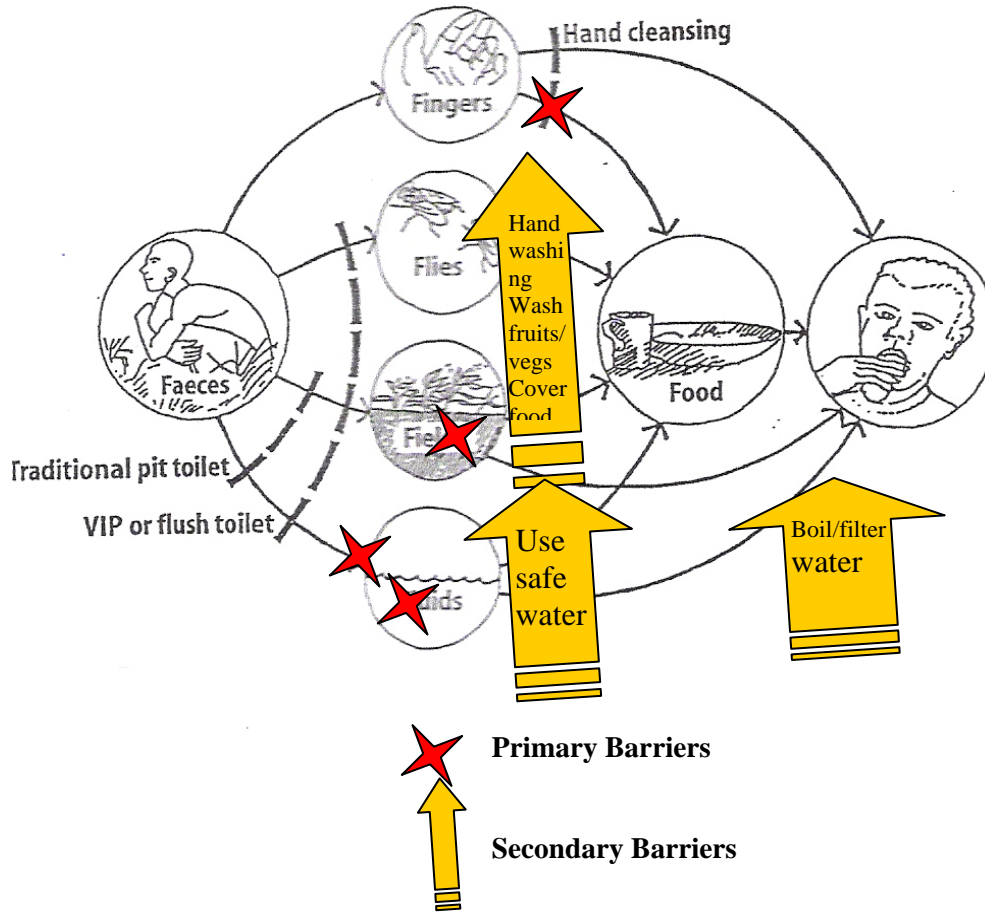 Hand cleansing
Fingers
Hand
washi
ng
Wash
fruits/
vegs
Cover
food
Flies
Faeces
Food
Traditional pit toilet
VIP or flush toilet
Use
safe
water
Boil/filter
water
Primary Barriers
Secondary Barriers